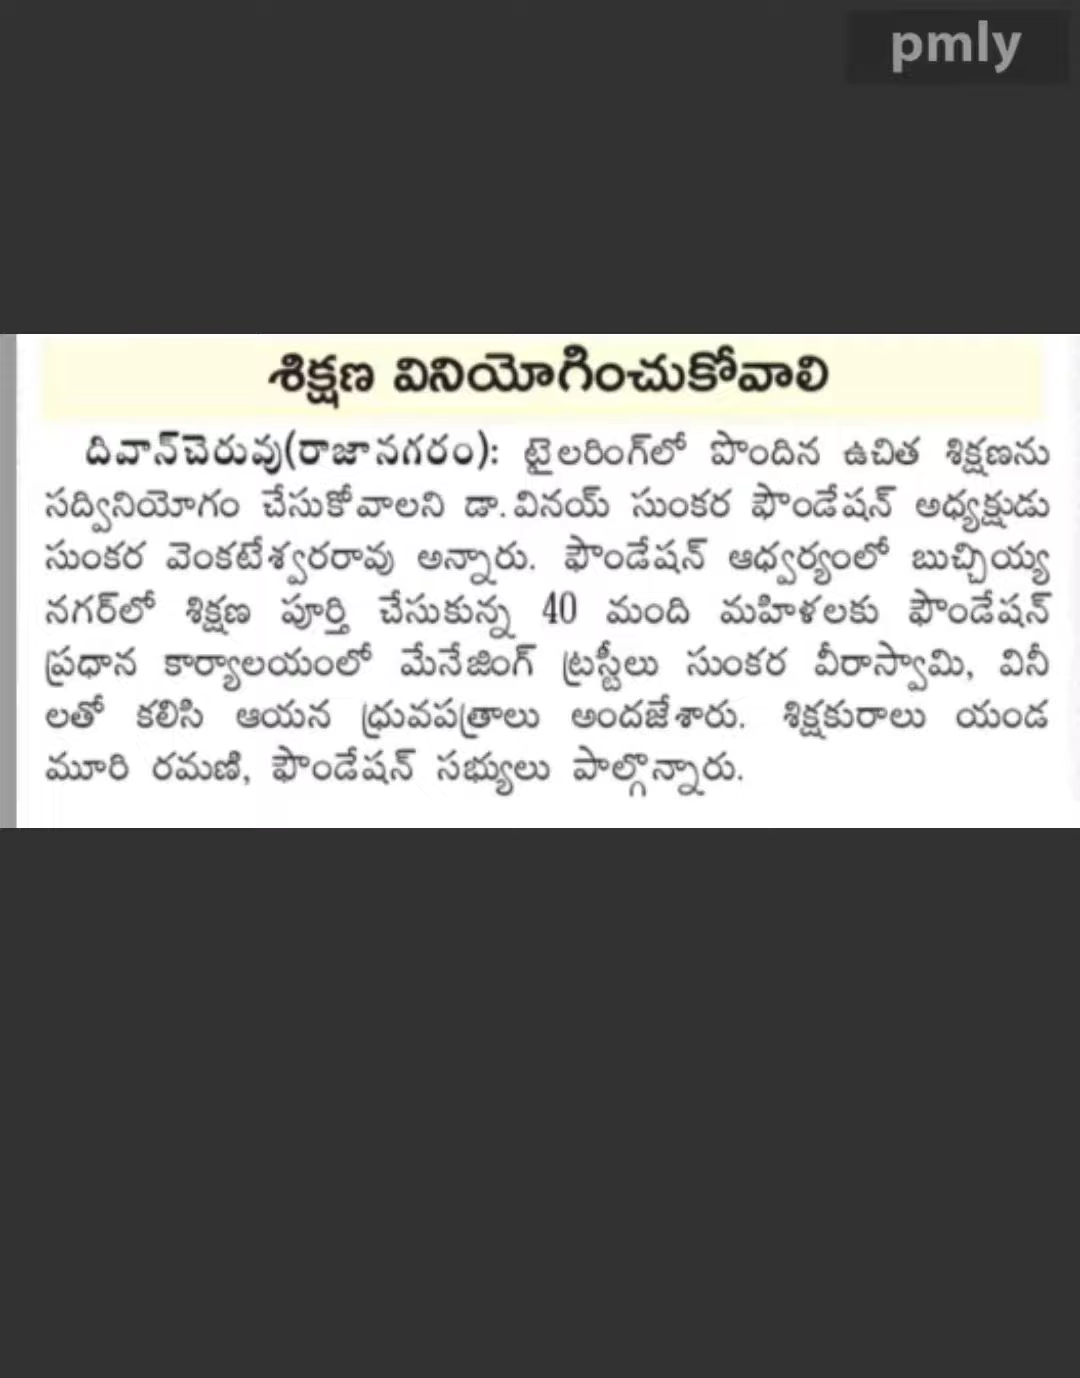 pmly
శిక్షణ వినియోగించుకోవాలి
దివాన్‌చెరువు(రాజానగరం): టైలరింగ్‌లో పొందిన ఉచిత శిక్షణను
సద్వినియోగం చేసుకోవాలని డా.వినయ్ సుంకర ఫౌండేషన్ అధ్యక్షుడు
సుంకర వెంకటేశ్వరరావు అన్నారు. ఫౌండేషన్ ఆధ్వర్యంలో బుచ్చియ్య
నగర్‌లో శిక్షణ పూర్తి చేసుకున్న 40 మంది మహిళలకు ఫౌండేషన్
ప్రధాన కార్యాలయంలో మేనేజింగ్ ట్రస్టీలు సుంకర వీరాస్వామి, వినీ
లతో కలిసి ఆయన ధ్రువపత్రాలు అందజేశారు. శిక్షకురాలు యండ
మూరి రమణి, ఫౌండేషన్ సభ్యులు పాల్గొన్నారు.